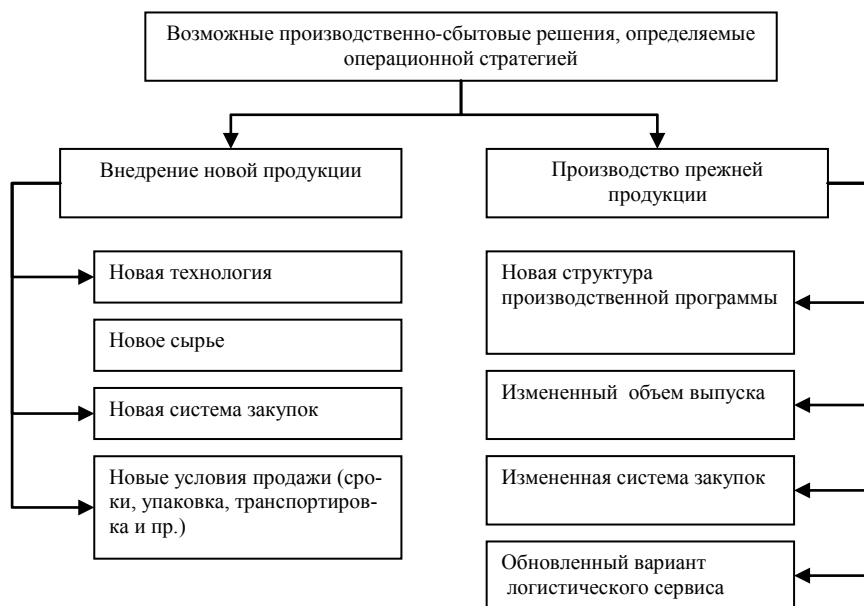 Возможные производственно-сбытовые решения, определяемые
операционной стратегией
Внедрение новой продукции
Производство прежней
продукции
Новая технология
Новое сырье
Новая система закупок
Новые условия продажи (сро-
ки, упаковка, транспортиров-
ка и пр.)
Новая структура
производственной программы
Измененный объем выпуска
Измененная система закупок
Обновленный вариант
логистического сервиса